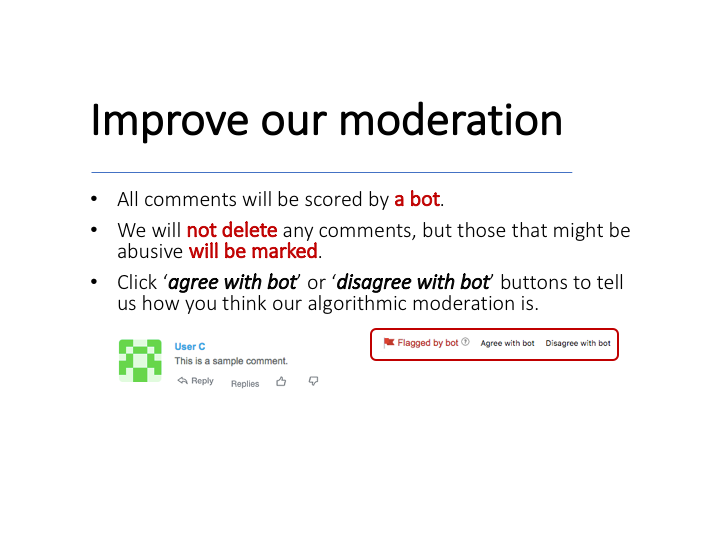 Improve our moderation
• All comments will be scored by a bot.
• We will not delete any comments, but those that might be
abusive will be marked.
• Click ‘agree with bot’ or ‘disagree with bot’ buttons to tell
us how you think our algorithmic moderation is.
User C
This is a sample comment.
Reply Replies
Flagged by bot ? Agree with bot Disagree with bot